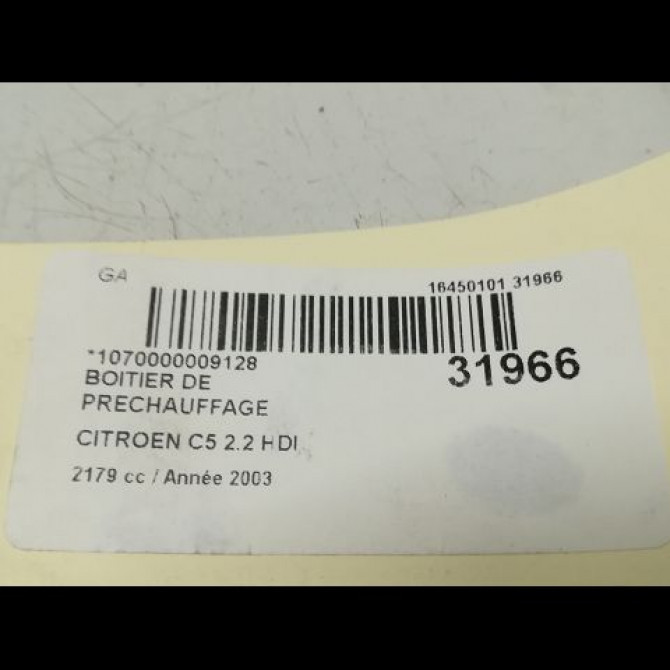 GA
16450101 31966
*1070000009128
31966
BOITIER DE
PRECHAUFFAGE
CITROEN C5 2.2 HDI
2179 cc / Année 2003